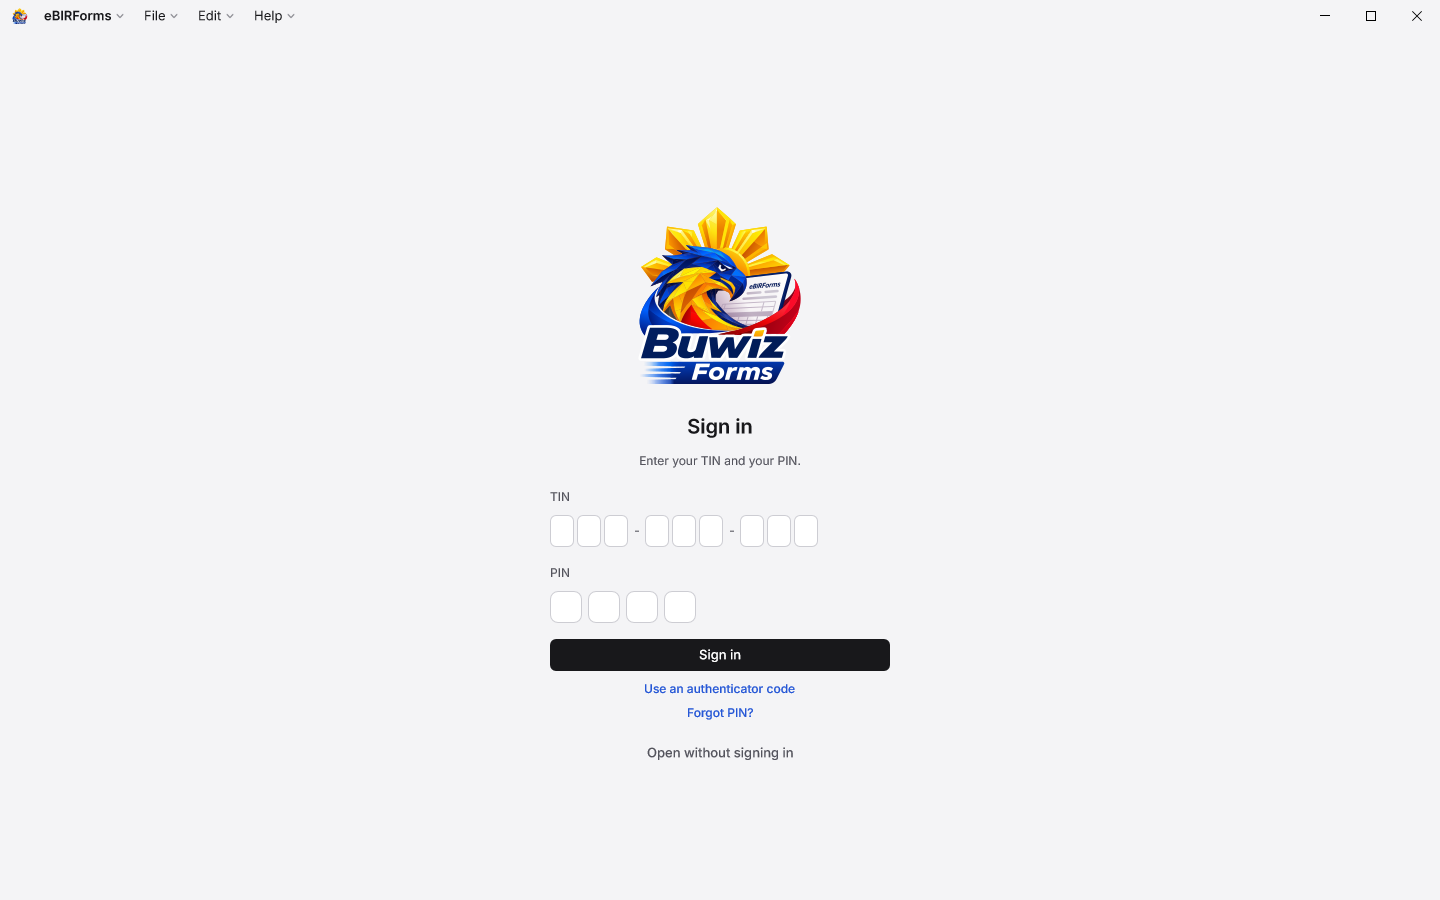 eBIRForms File Edit Help
eBIRForms
Buwiz
Forms
Sign in
Enter your TIN and your PIN.
TIN
- -
PIN
Sign in
Use an authenticator code
Forgot PIN?
Open without signing in